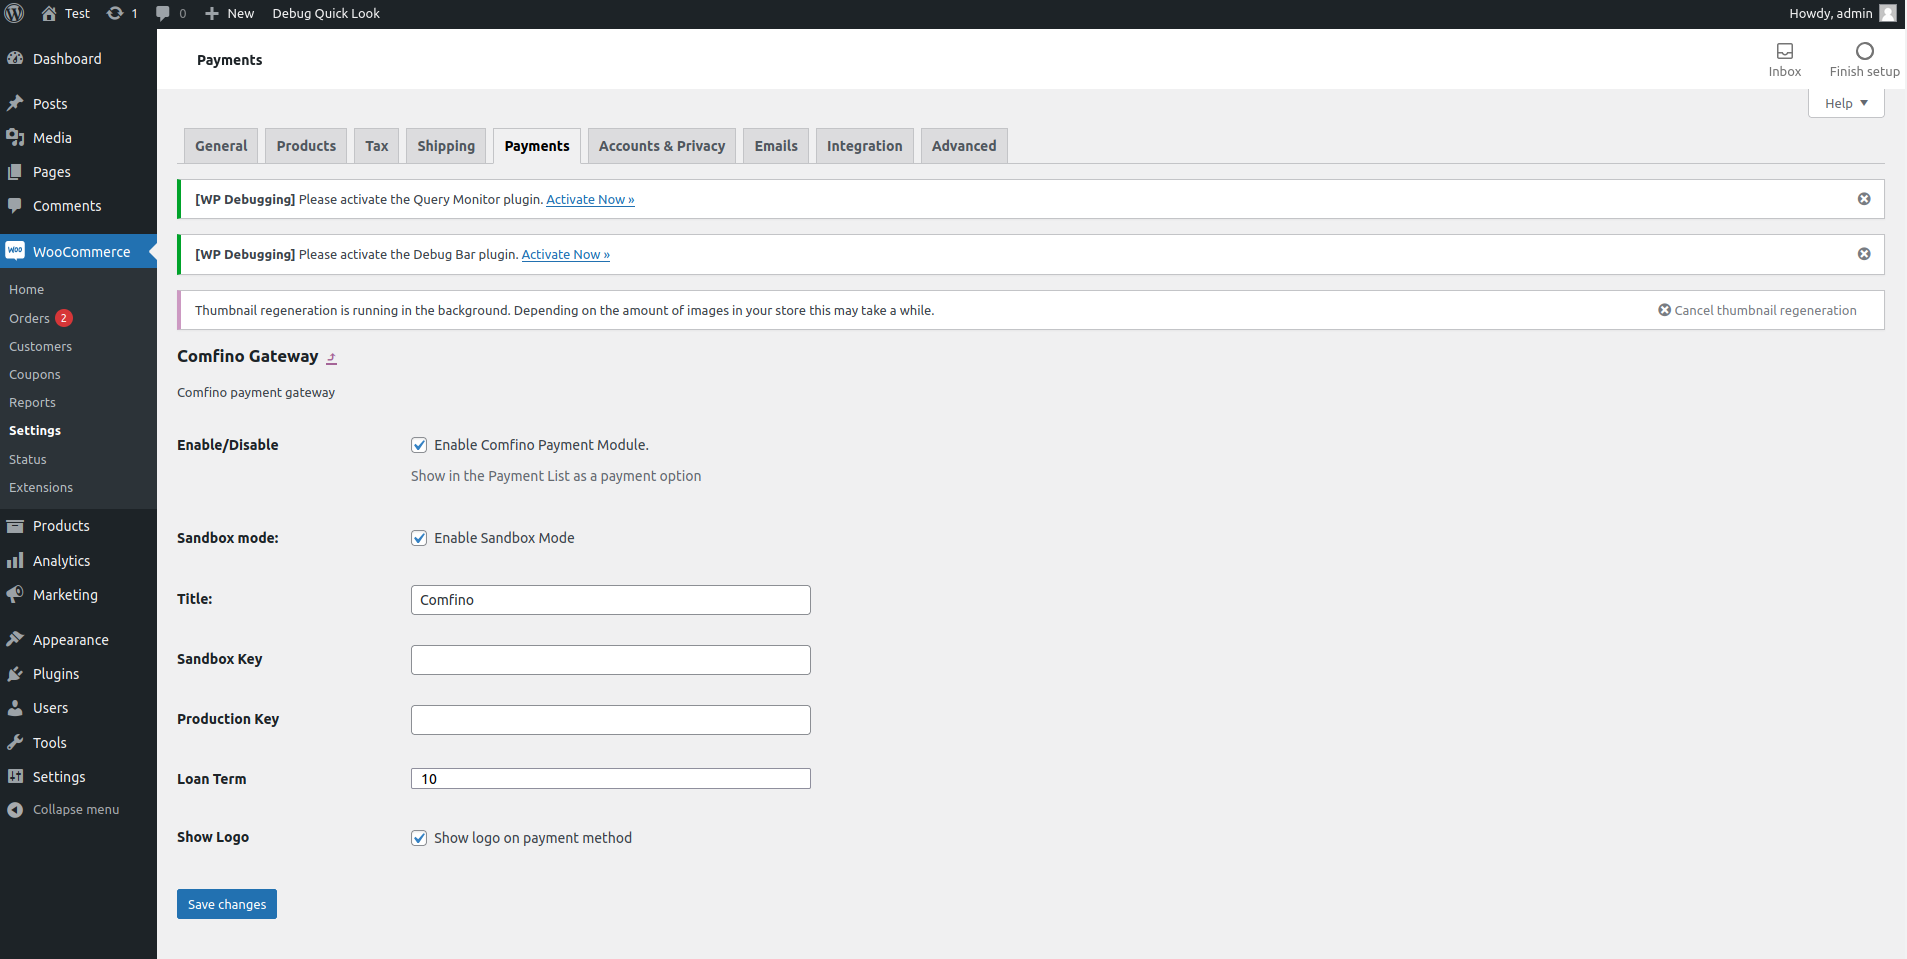 Test
1
0
New
Debug Quick Look
Howdy, admin
Dashboard
Posts
Media
Pages
Comments
WOO
WooCommerce
Home
Orders 2
Customers
Coupons
Reports
Settings
Status
Extensions
Products
Analytics
Marketing
Appearance
Plugins
Users
Tools
Settings
Collapse menu
Payments
Inbox
Finish setup
Help
General
Products
Tax
Shipping
Payments
Accounts & Privacy
Emails
Integration
Advanced
[WP Debugging] Please activate the Query Monitor plugin. Activate Now »
[WP Debugging] Please activate the Debug Bar plugin. Activate Now »
Thumbnail regeneration is running in the background. Depending on the amount of images in your store this may take a while.
Cancel thumbnail regeneration
Comfino Gateway
Comfino payment gateway
Enable/Disable
Enable Comfino Payment Module.
Show in the Payment List as a payment option
Sandbox mode:
Enable Sandbox Mode
Title:
Comfino
Sandbox Key
Production Key
Loan Term
10
Show Logo
Show logo on payment method
Save changes